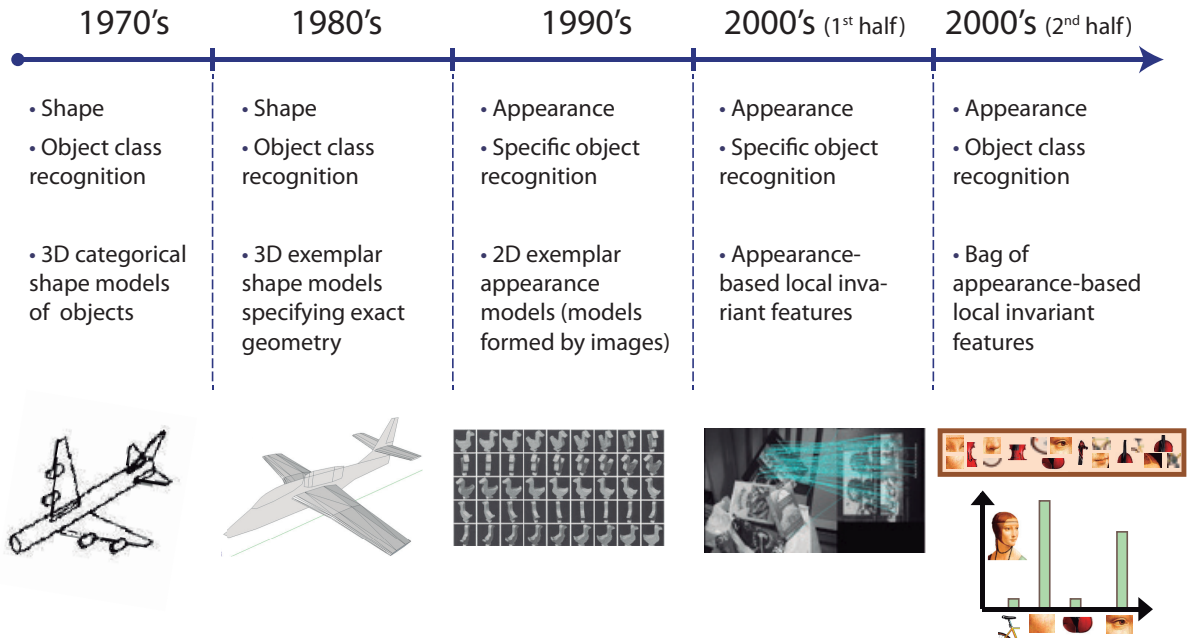 1970's
1980's
1990's
2000's (1st half)
2000's (2nd half)
• Shape
• Object class
recognition
• 3D categorical
shape models
of objects
• Shape
• Object class
recognition
• 3D exemplar
shape models
specifying exact
geometry
• Appearance
• Specific object
recognition
• 2D exemplar
appearance
models (models
formed by images)
• Appearance
• Specific object
recognition
• Appearance-
based local inva-
riant features
• Appearance
• Object class
recognition
• Bag of
appearance-based
local invariant
features